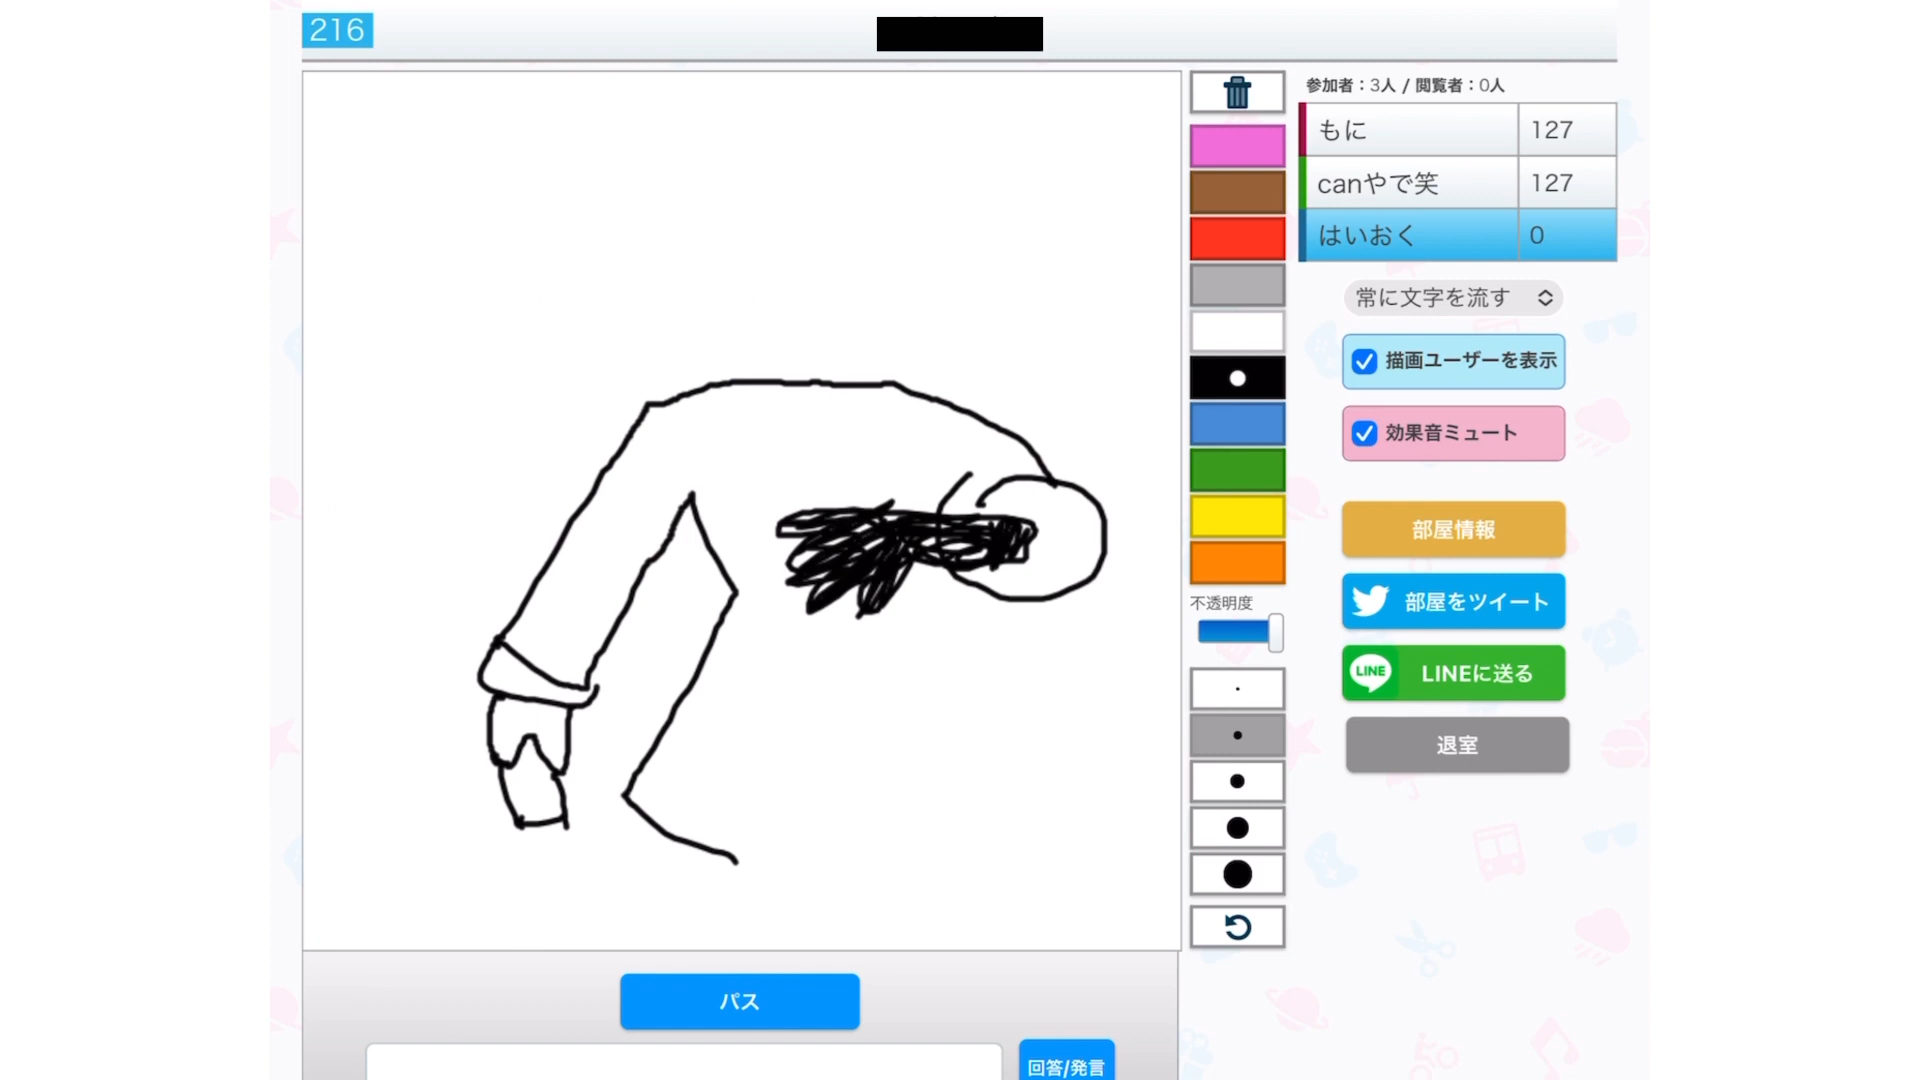 216
参加者：3人 / 閲覧者：0人
もに 127
canやで笑 127
はいおく 0
常に文字を流す
描画ユーザーを表示
効果音ミュート
部屋情報
部屋をツイート
LINE LINEに送る
退室
不透明度
パス
回答/発言